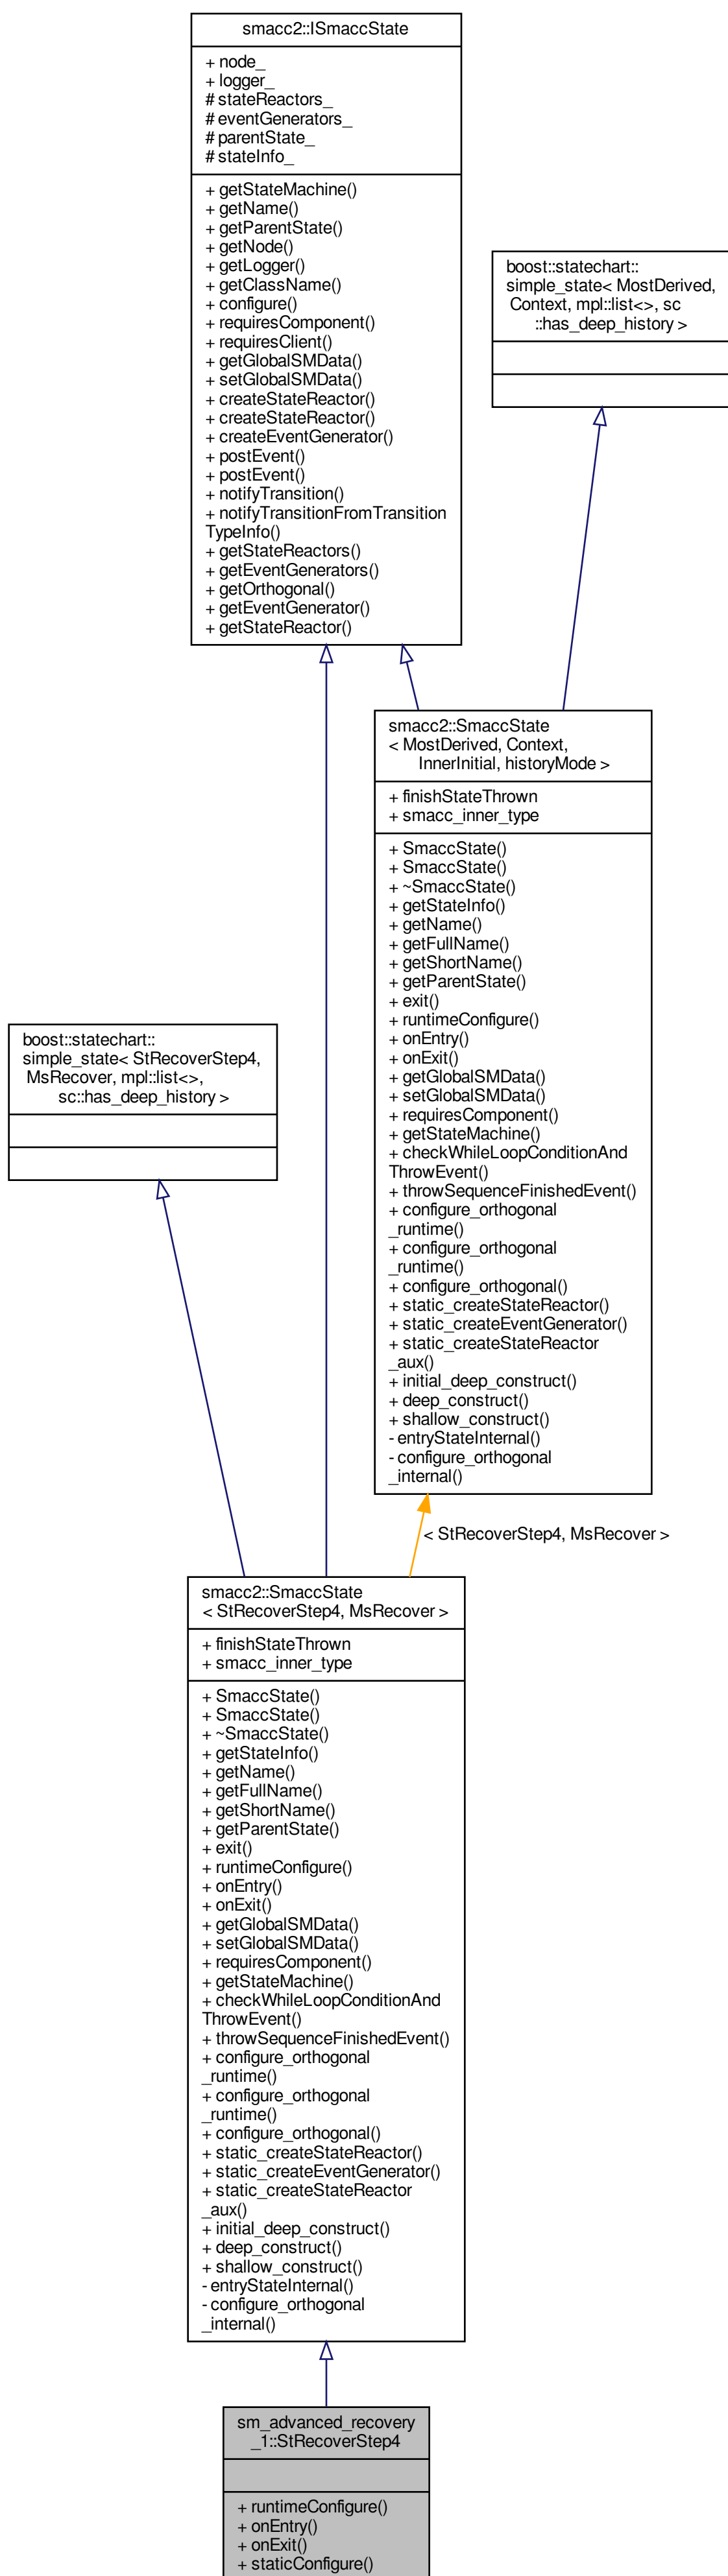 smacc2::ISmaccState
+ node_
+ logger_
# stateReactors_
# eventGenerators_
# parentState_
# stateInfo_
+ getStateMachine()
+ getName()
+ getParentState()
+ getNode()
+ getLogger()
+ getClassName()
+ configure()
+ requiresComponent()
+ requiresClient()
+ getGlobalSMData()
+ setGlobalSMData()
+ createStateReactor()
+ createStateReactor()
+ createEventGenerator()
+ postEvent()
+ postEvent()
+ notifyTransition()
+ notifyTransitionFromTransition
TypeInfo()
+ getStateReactors()
+ getEventGenerators()
+ getOrthogonal()
+ getEventGenerator()
+ getStateReactor()
boost::statechart::
simple_state< MostDerived,
Context, mpl::list<>, sc
::has_deep_history >
smacc2::SmaccState
< MostDerived, Context,
InnerInitial, historyMode >
+ finishStateThrown
+ smacc_inner_type
+ SmaccState()
+ SmaccState()
+ ~SmaccState()
+ getStateInfo()
+ getName()
+ getFullName()
+ getShortName()
+ getParentState()
+ exit()
+ runtimeConfigure()
+ onEntry()
+ onExit()
+ getGlobalSMData()
+ setGlobalSMData()
+ requiresComponent()
+ getStateMachine()
+ checkWhileLoopConditionAnd
ThrowEvent()
+ throwSequenceFinishedEvent()
+ configure_orthogonal
_runtime()
+ configure_orthogonal
_runtime()
+ configure_orthogonal()
+ static_createStateReactor()
+ static_createEventGenerator()
+ static_createStateReactor
_aux()
+ initial_deep_construct()
+ deep_construct()
+ shallow_construct()
- entryStateInternal()
- configure_orthogonal
_internal()
boost::statechart::
simple_state< StRecoverStep4,
MsRecover, mpl::list<>,
sc::has_deep_history >
< StRecoverStep4, MsRecover >
smacc2::SmaccState
< StRecoverStep4, MsRecover >
+ finishStateThrown
+ smacc_inner_type
+ SmaccState()
+ SmaccState()
+ ~SmaccState()
+ getStateInfo()
+ getName()
+ getFullName()
+ getShortName()
+ getParentState()
+ exit()
+ runtimeConfigure()
+ onEntry()
+ onExit()
+ getGlobalSMData()
+ setGlobalSMData()
+ requiresComponent()
+ getStateMachine()
+ checkWhileLoopConditionAnd
ThrowEvent()
+ throwSequenceFinishedEvent()
+ configure_orthogonal
_runtime()
+ configure_orthogonal
_runtime()
+ configure_orthogonal()
+ static_createStateReactor()
+ static_createEventGenerator()
+ static_createStateReactor
_aux()
+ initial_deep_construct()
+ deep_construct()
+ shallow_construct()
- entryStateInternal()
- configure_orthogonal
_internal()
sm_advanced_recovery
_1::StRecoverStep4
+ runtimeConfigure()
+ onEntry()
+ onExit()
+ staticConfigure()